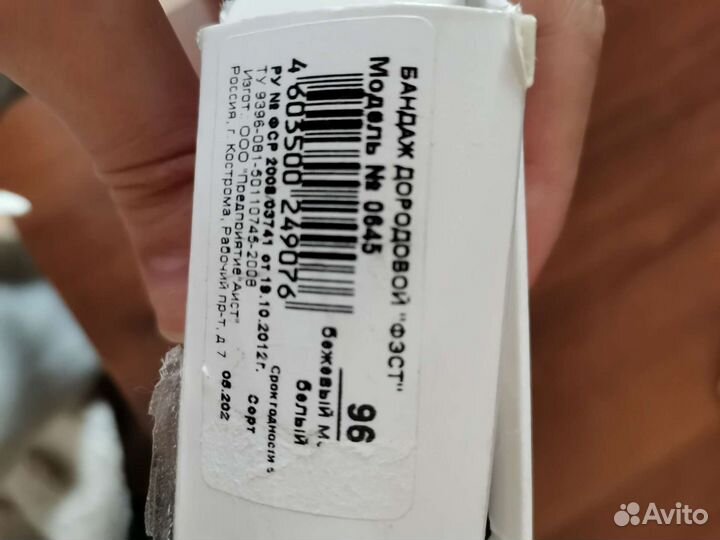 БАНДАЖ ДОРОДОВОЙ "ФЭСТ"
Модель № 0645
96
бежевый
белый
4 603500 249076
РУ № ФСР 2008/03741 от 19.10.2012г. Срок годности
ТУ 9396-081-50110745-2008 сорт
Изгот.: ООО "Предприятие"Аист"
Россия, г. Кострома, Рабочий пр-т, д. 7 06.202
Avito